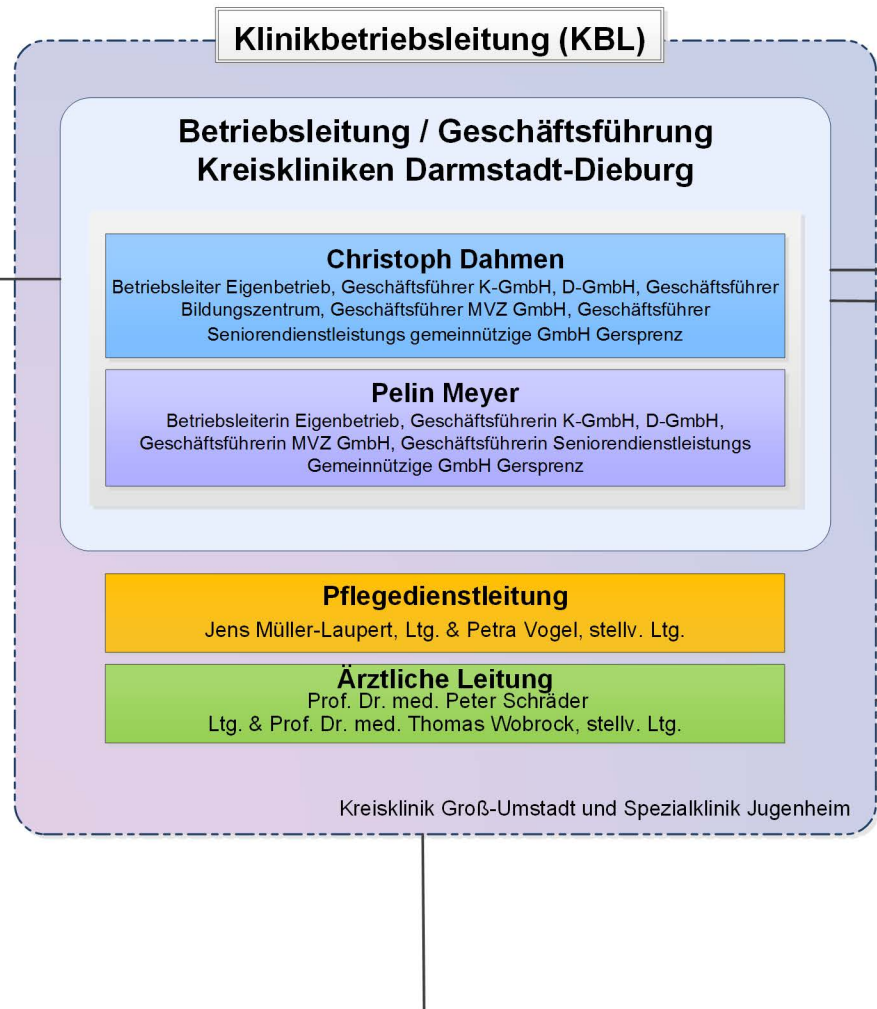 Klinikbetriebsleitung (KBL)
Betriebsleitung / Geschäftsführung
Kreiskliniken Darmstadt-Dieburg
Christoph Dahmen
Betriebsleiter Eigenbetrieb, Geschäftsführer K-GmbH, D-GmbH, Geschäftsführer
Bildungszentrum, Geschäftsführer MVZ GmbH, Geschäftsführer
Seniorendienstleistungs gemeinnützige GmbH Gersprenz
Pelin Meyer
Betriebsleiterin Eigenbetrieb, Geschäftsführerin K-GmbH, D-GmbH,
Geschäftsführerin MVZ GmbH, Geschäftsführerin Seniorendienstleistungs
Gemeinnützige GmbH Gersprenz
Pflegedienstleitung
Jens Müller-Laupert, Ltg. & Petra Vogel, stellv. Ltg.
Ärztliche Leitung
Prof. Dr. med. Peter Schräder
Ltg. & Prof. Dr. med. Thomas Wobrock, stellv. Ltg.
Kreisklinik Groß-Umstadt und Spezialklinik Jugenheim